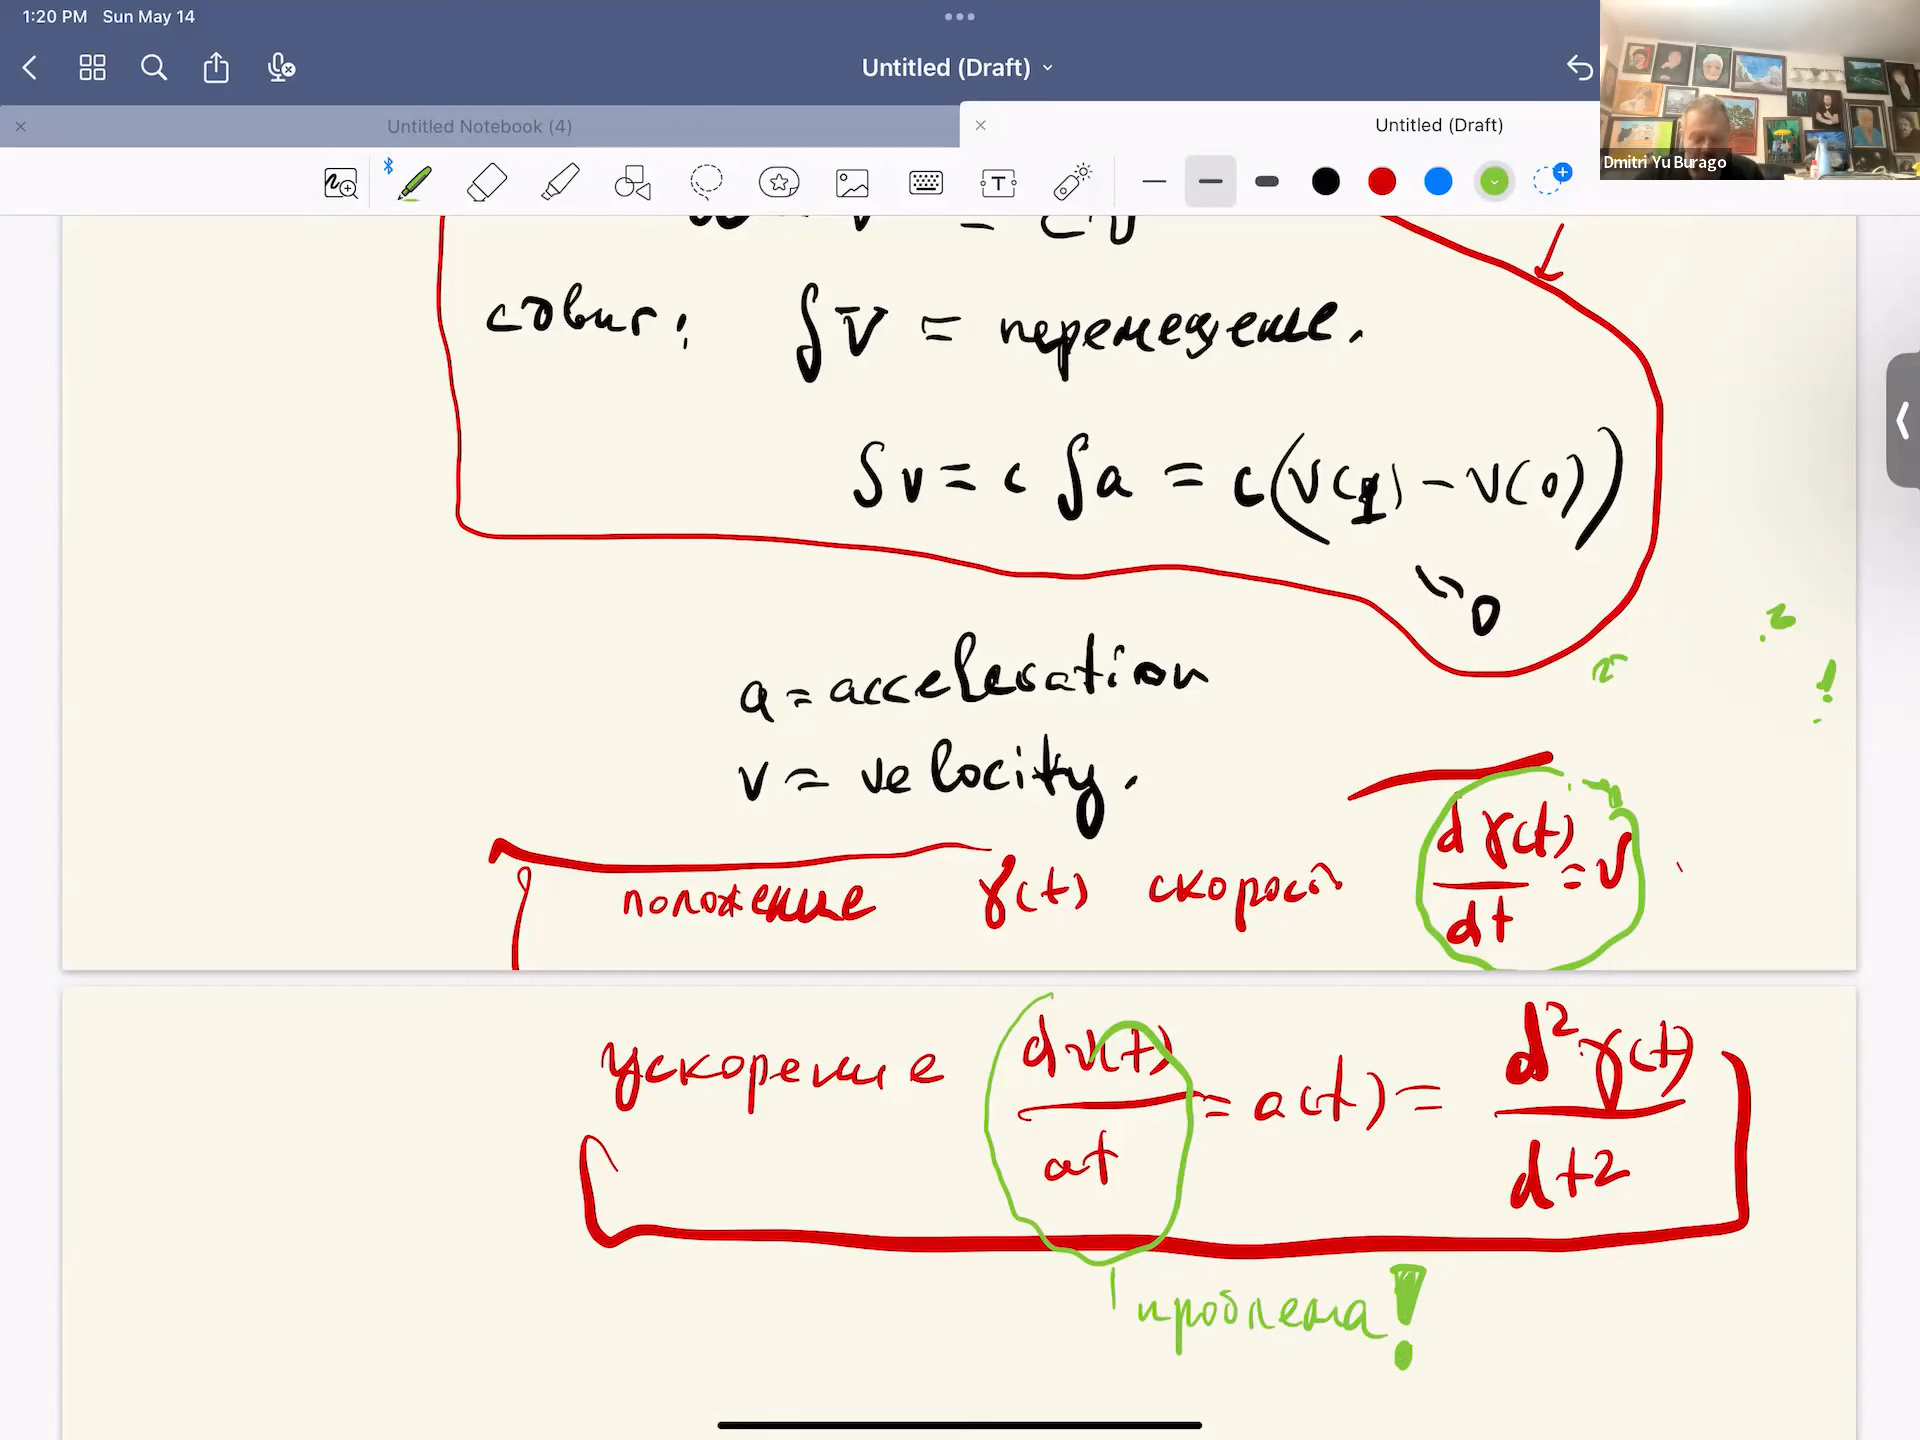 1:20 PM Sun May 14
Untitled (Draft)
Untitled Notebook (4)
Untitled (Draft)
Dmitri Yu Burago
сдвиг: ∫V = перемещение.
∫v = c ∫a = c(v(1) − v(0))
= 0
a = acceleration
v = velocity.
положение γ(t) скорость dγ(t)/dt = v
ускорение dv(t)/dt = a(t) = d²γ(t)/dt2
проблема!